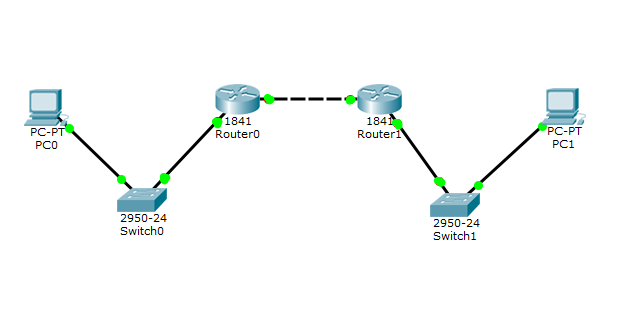 PC-PT
PC0
2950-24
Switch0
1841
Router0
1841
Router1
2950-24
Switch1
PC-PT
PC1